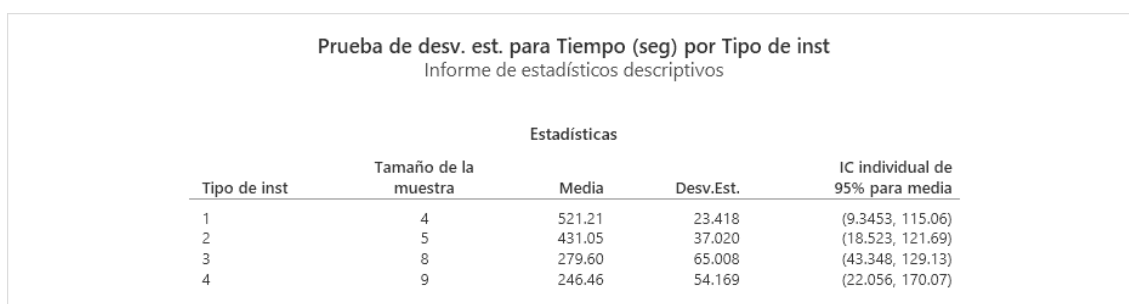 Prueba de desv. est. para Tiempo (seg) por Tipo de inst
Informe de estadísticos descriptivos
Estadísticas
Tipo de inst Tamaño de la muestra Media Desv.Est. IC individual de 95% para media
1 4 521.21 23.418 (9.3453, 115.06)
2 5 431.05 37.020 (18.523, 121.69)
3 8 279.60 65.008 (43.348, 129.13)
4 9 246.46 54.169 (22.056, 170.07)